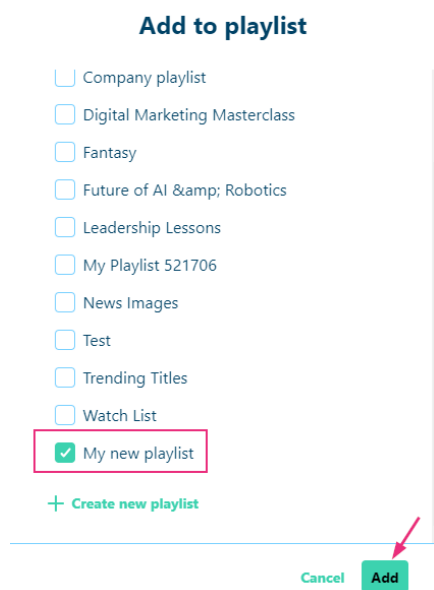 Add to playlist
Company playlist
Digital Marketing Masterclass
Fantasy
Future of AI &amp; Robotics
Leadership Lessons
My Playlist 521706
News Images
Test
Trending Titles
Watch List
My new playlist
Create new playlist
Cancel Add